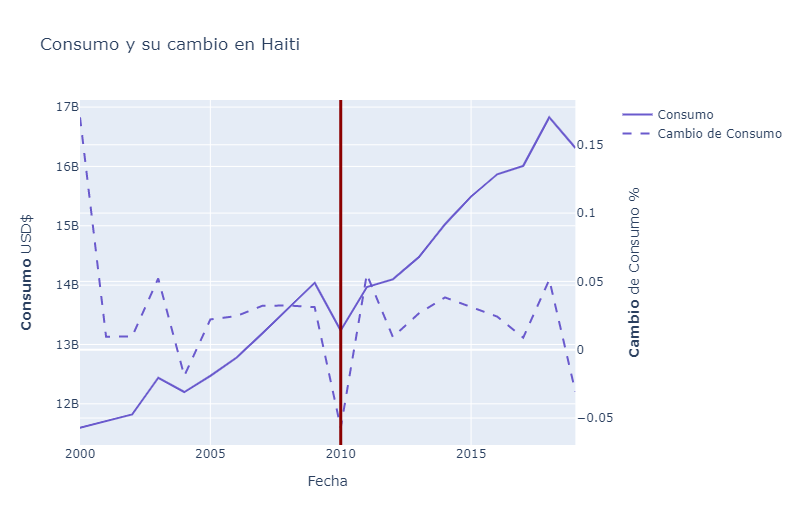 Consumo y su cambio en Haiti
17B
16B
15B
14B
13B
12B
Consumo USD$
2000
2005
2010
2015
Fecha
0.15
0.1
0.05
0
−0.05
Cambio de Consumo %
Consumo
Cambio de Consumo